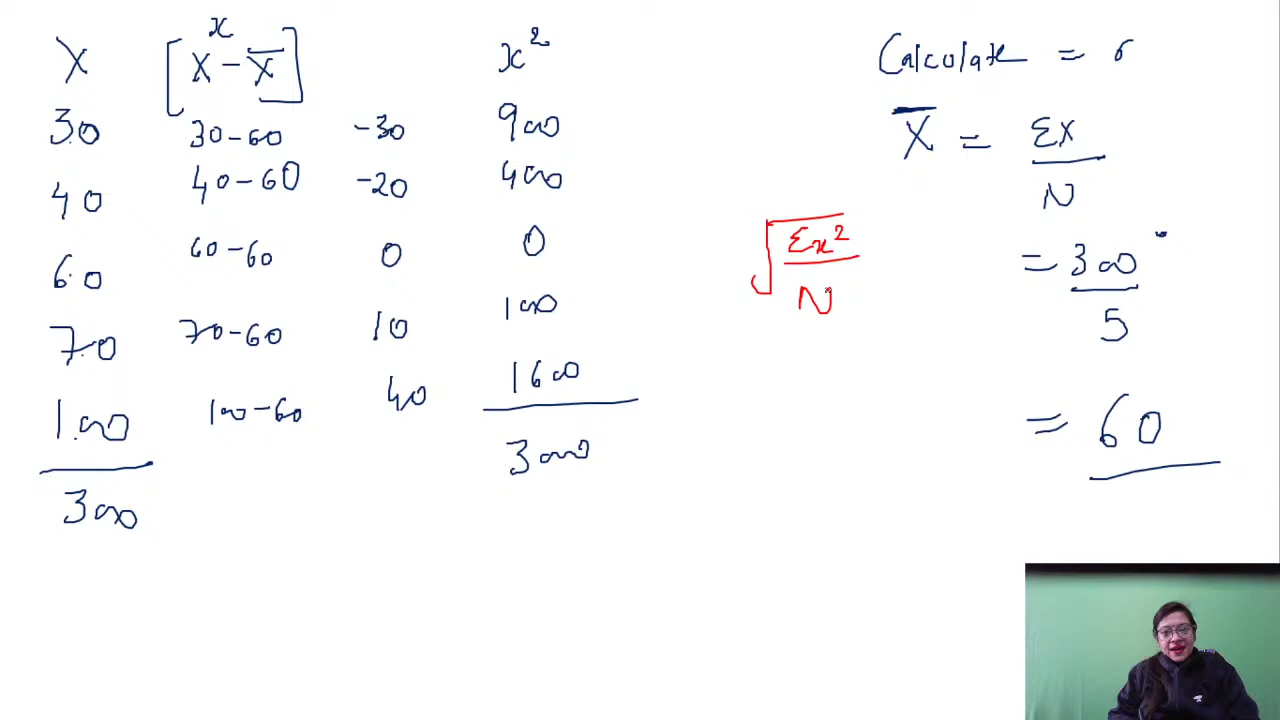 x
X [X - X̅] x²
30 30-60 -30 900
40 40-60 -20 400
60 60-60 0 0
70 70-60 10 100
100 100-60 40 1600
300 3000
√Σx²
N
Calculate = σ
X̅ = ΣX
N
= 300
5
= 60